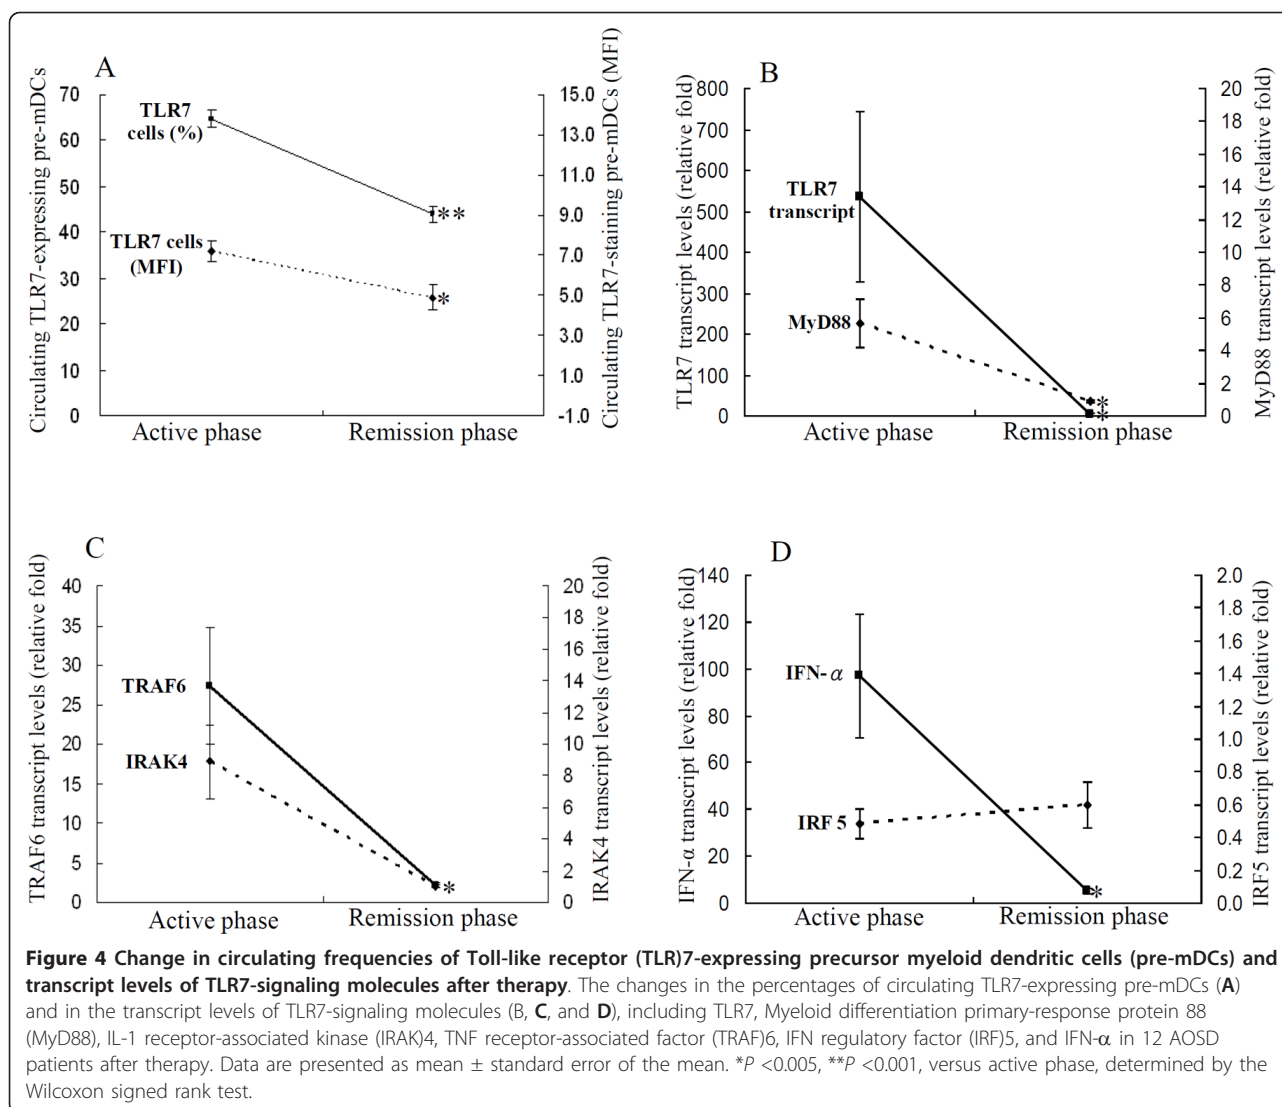 A
Circulating TLR7-expressing pre-mDCs
70
60
50
40
30
20
10
0
TLR7
cells (%)
TLR7 cells
(MFI)
**
*
15.0
13.0
11.0
9.0
7.0
5.0
3.0
1.0
-1.0
Circulating TLR7-staining pre-mDCs (MFI)
Active phase
Remission phase
B
TLR7 transcript levels (relative fold)
800
700
600
500
400
300
200
100
0
TLR7
transcript
MyD88
*
*
20
18
16
14
12
10
8
6
4
2
0
MyD88 transcript levels (relative fold)
Active phase
Remission phase
C
TRAF6 transcript levels (relative fold)
40
35
30
25
20
15
10
5
0
TRAF6
IRAK4
*
20
18
16
14
12
10
8
6
4
2
0
IRAK4 transcript levels (relative fold)
Active phase
Remission phase
D
IFN-α transcript levels (relative fold)
140
120
100
80
60
40
20
0
IFN-α
IRF5
*
2.0
1.8
1.6
1.4
1.2
1.0
0.8
0.6
0.4
0.2
0.0
IRF5 transcript levels (relative fold)
Active phase
Remission phase
Figure 4 Change in circulating frequencies of Toll-like receptor (TLR)7-expressing precursor myeloid dendritic cells (pre-mDCs) and
transcript levels of TLR7-signaling molecules after therapy. The changes in the percentages of circulating TLR7-expressing pre-mDCs (A)
and in the transcript levels of TLR7-signaling molecules (B, C, and D), including TLR7, Myeloid differentiation primary-response protein 88
(MyD88), IL-1 receptor-associated kinase (IRAK)4, TNF receptor-associated factor (TRAF)6, IFN regulatory factor (IRF)5, and IFN-α in 12 AOSD
patients after therapy. Data are presented as mean ± standard error of the mean. *P <0.005, **P <0.001, versus active phase, determined by the
Wilcoxon signed rank test.